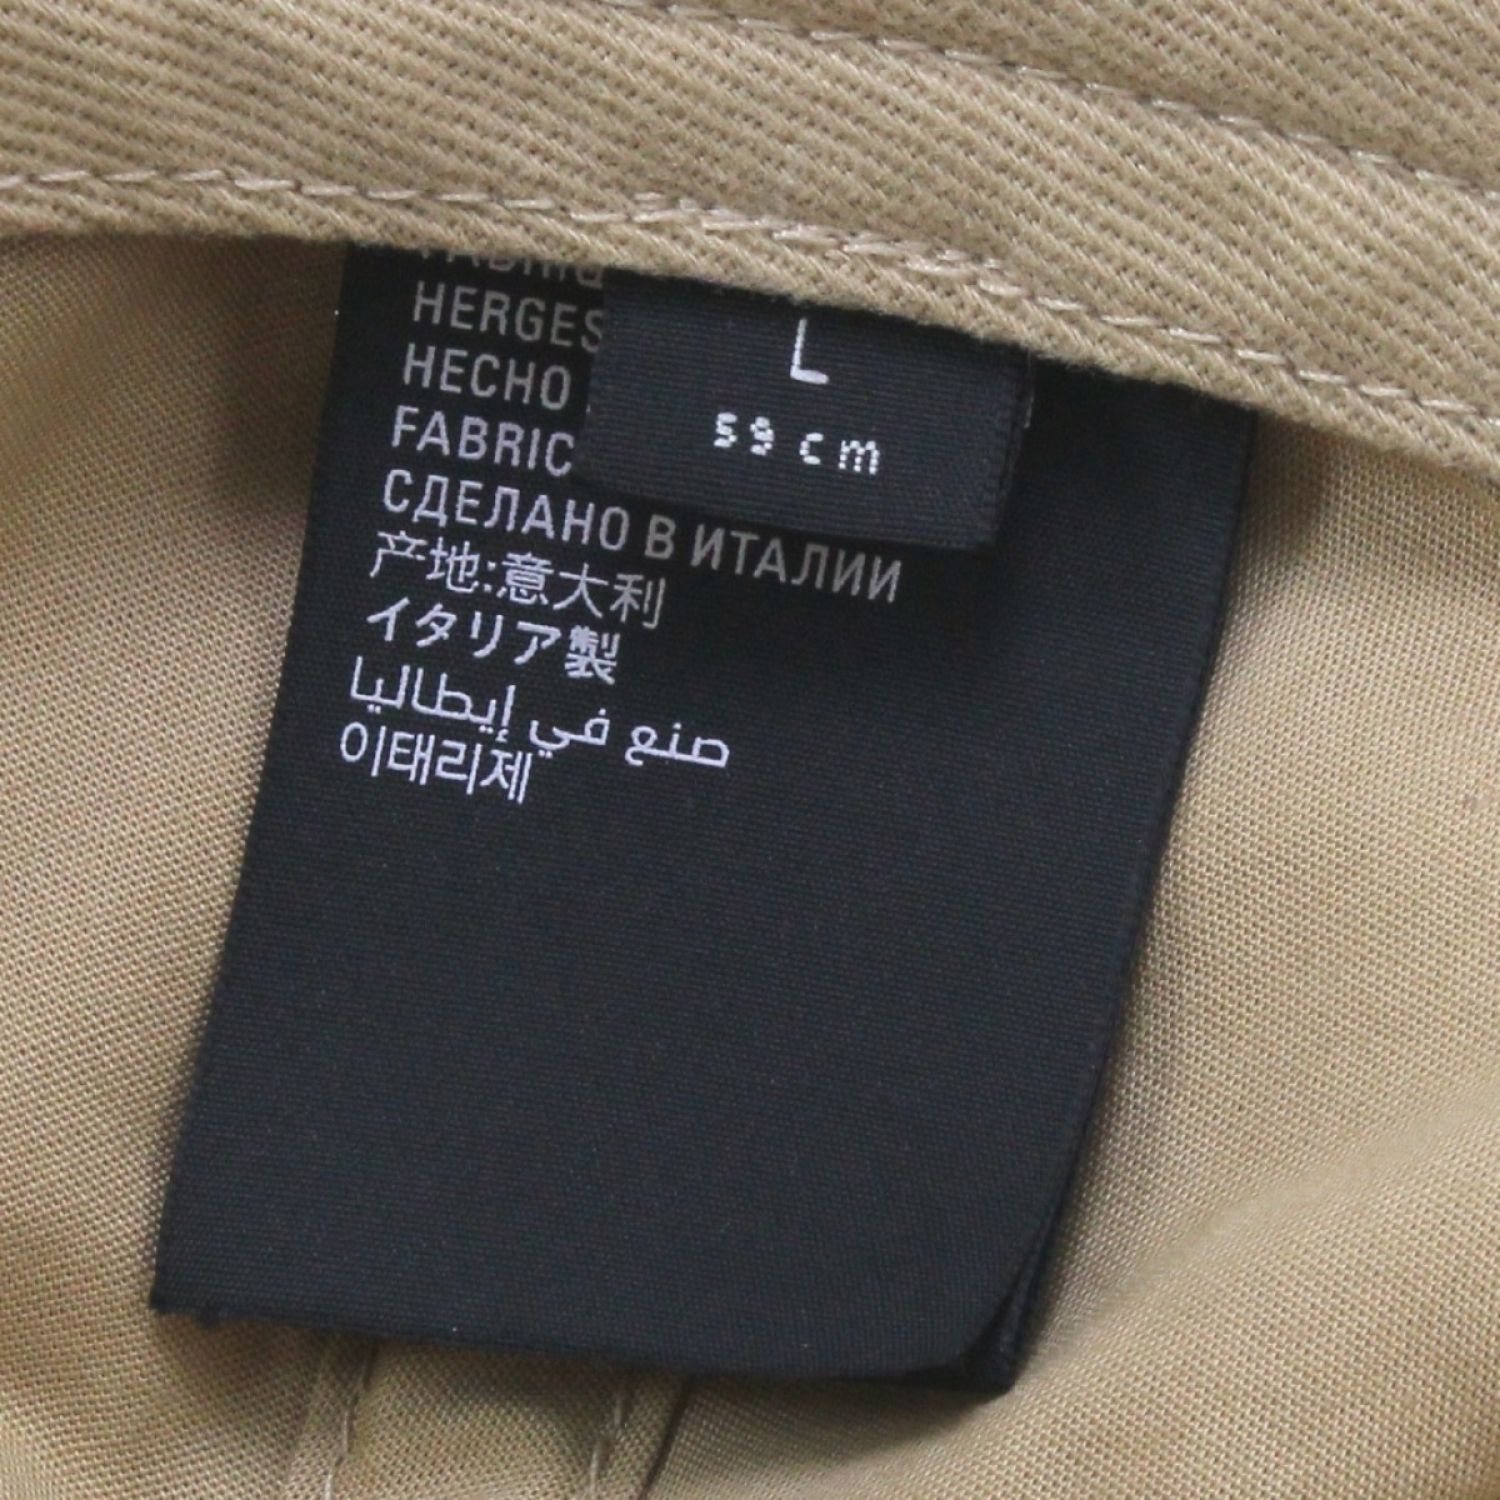 HERGES
HECHO
FABRIC
СДЕЛАНО В ИТАЛИИ
产地:意大利
イタリア製
صنع في إيطاليا
이태리제
L
59 cm